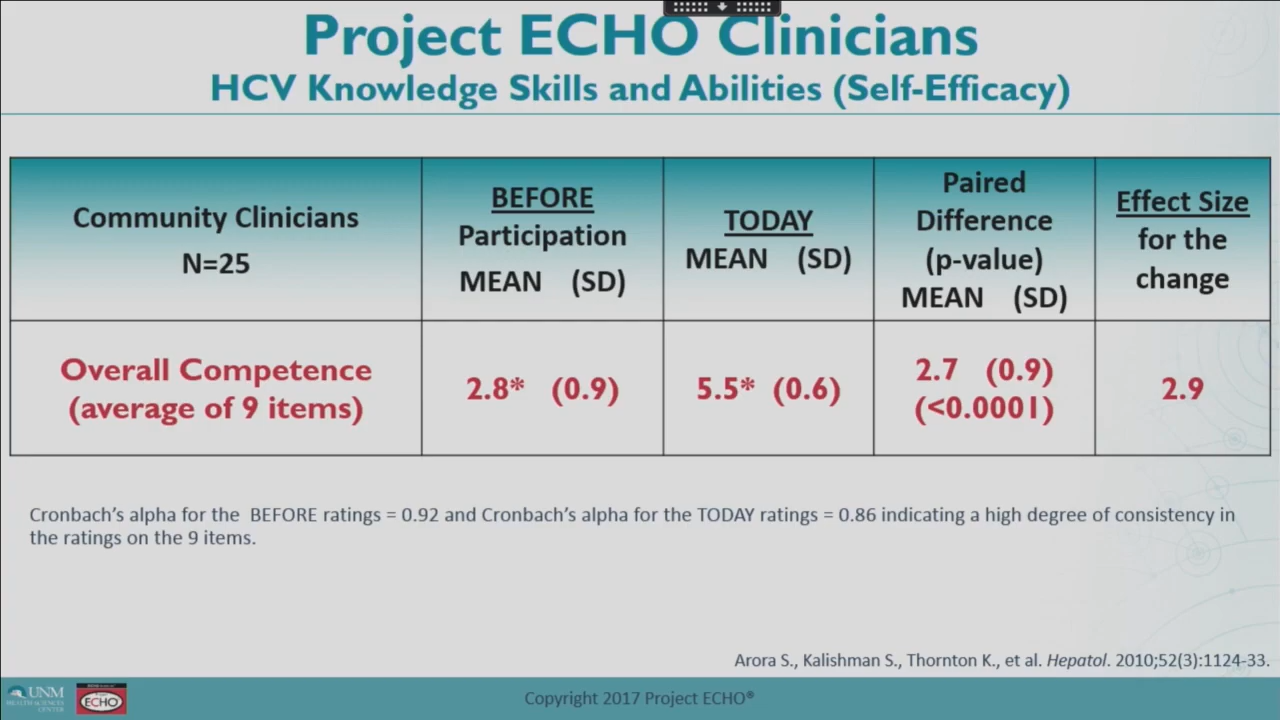 Project ECHO Clinicians
HCV Knowledge Skills and Abilities (Self-Efficacy)
Community Clinicians
N=25
BEFORE
Participation
MEAN (SD)
TODAY
MEAN (SD)
Paired
Difference
(p-value)
MEAN (SD)
Effect Size
for the
change
Overall Competence
(average of 9 items)
2.8* (0.9)
5.5* (0.6)
2.7 (0.9)
(<0.0001)
2.9
Cronbach's alpha for the BEFORE ratings = 0.92 and Cronbach's alpha for the TODAY ratings = 0.86 indicating a high degree of consistency in
the ratings on the 9 items.
Arora S., Kalishman S., Thornton K., et al. Hepatol. 2010;52(3):1124-33.
UNM
HEALTH SCIENCES
CENTER
ECHO
Copyright 2017 Project ECHO®